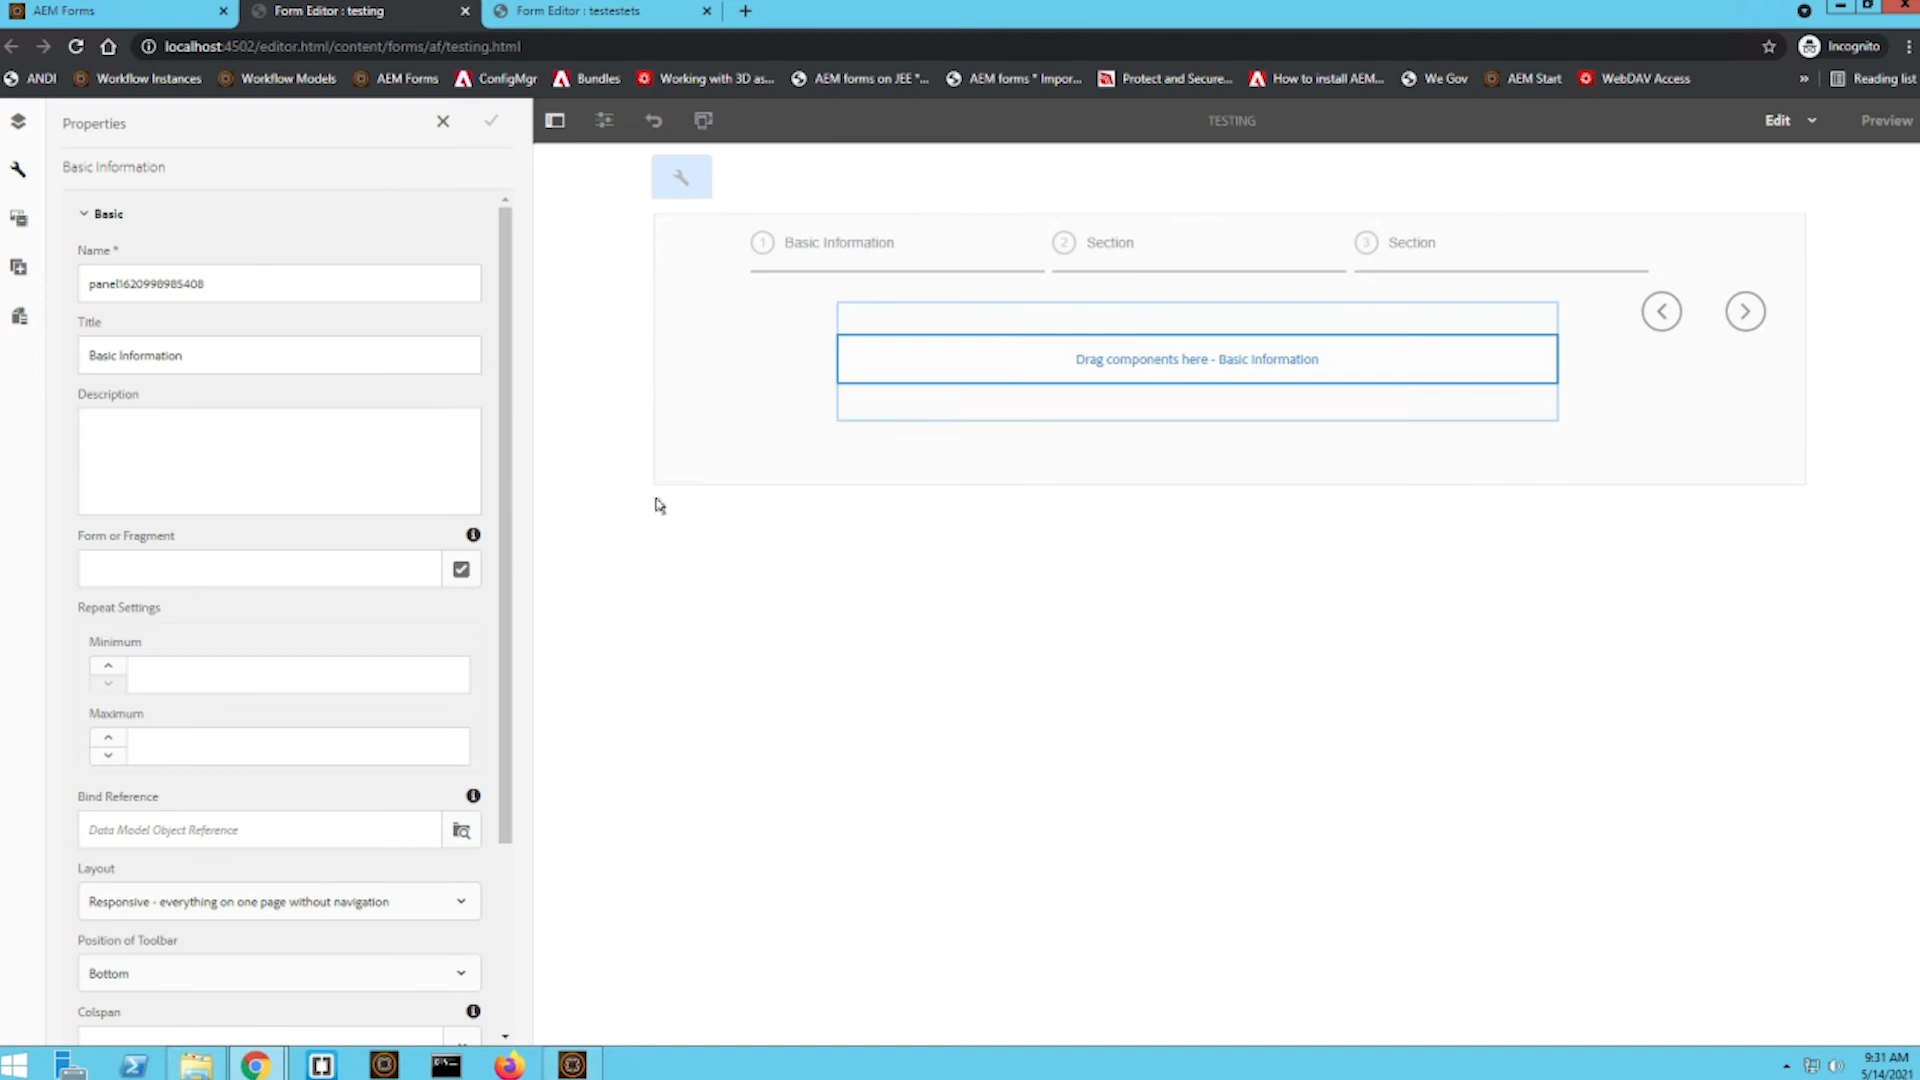 AEM Forms
Form Editor : testing
Form Editor : testestets
localhost:4502/editor.html/content/forms/af/testing.html
Incognito
ANDI
Workflow Instances
Workflow Models
AEM Forms
ConfigMgr
Bundles
Working with 3D as...
AEM forms on JEE "...
AEM forms * Impor...
Protect and Secure...
How to install AEM...
We Gov
AEM Start
WebDAV Access
»
Reading list
Properties
TESTING
Edit
Preview
Basic Information
Basic
Name *
panel1620998985408
Title
Basic Information
Description
Form or Fragment
Repeat Settings
Minimum
Maximum
Bind Reference
Data Model Object Reference
Layout
Responsive - everything on one page without navigation
Position of Toolbar
Bottom
Colspan
1 Basic Information
2 Section
3 Section
Drag components here - Basic Information
9:31 AM
5/14/2021